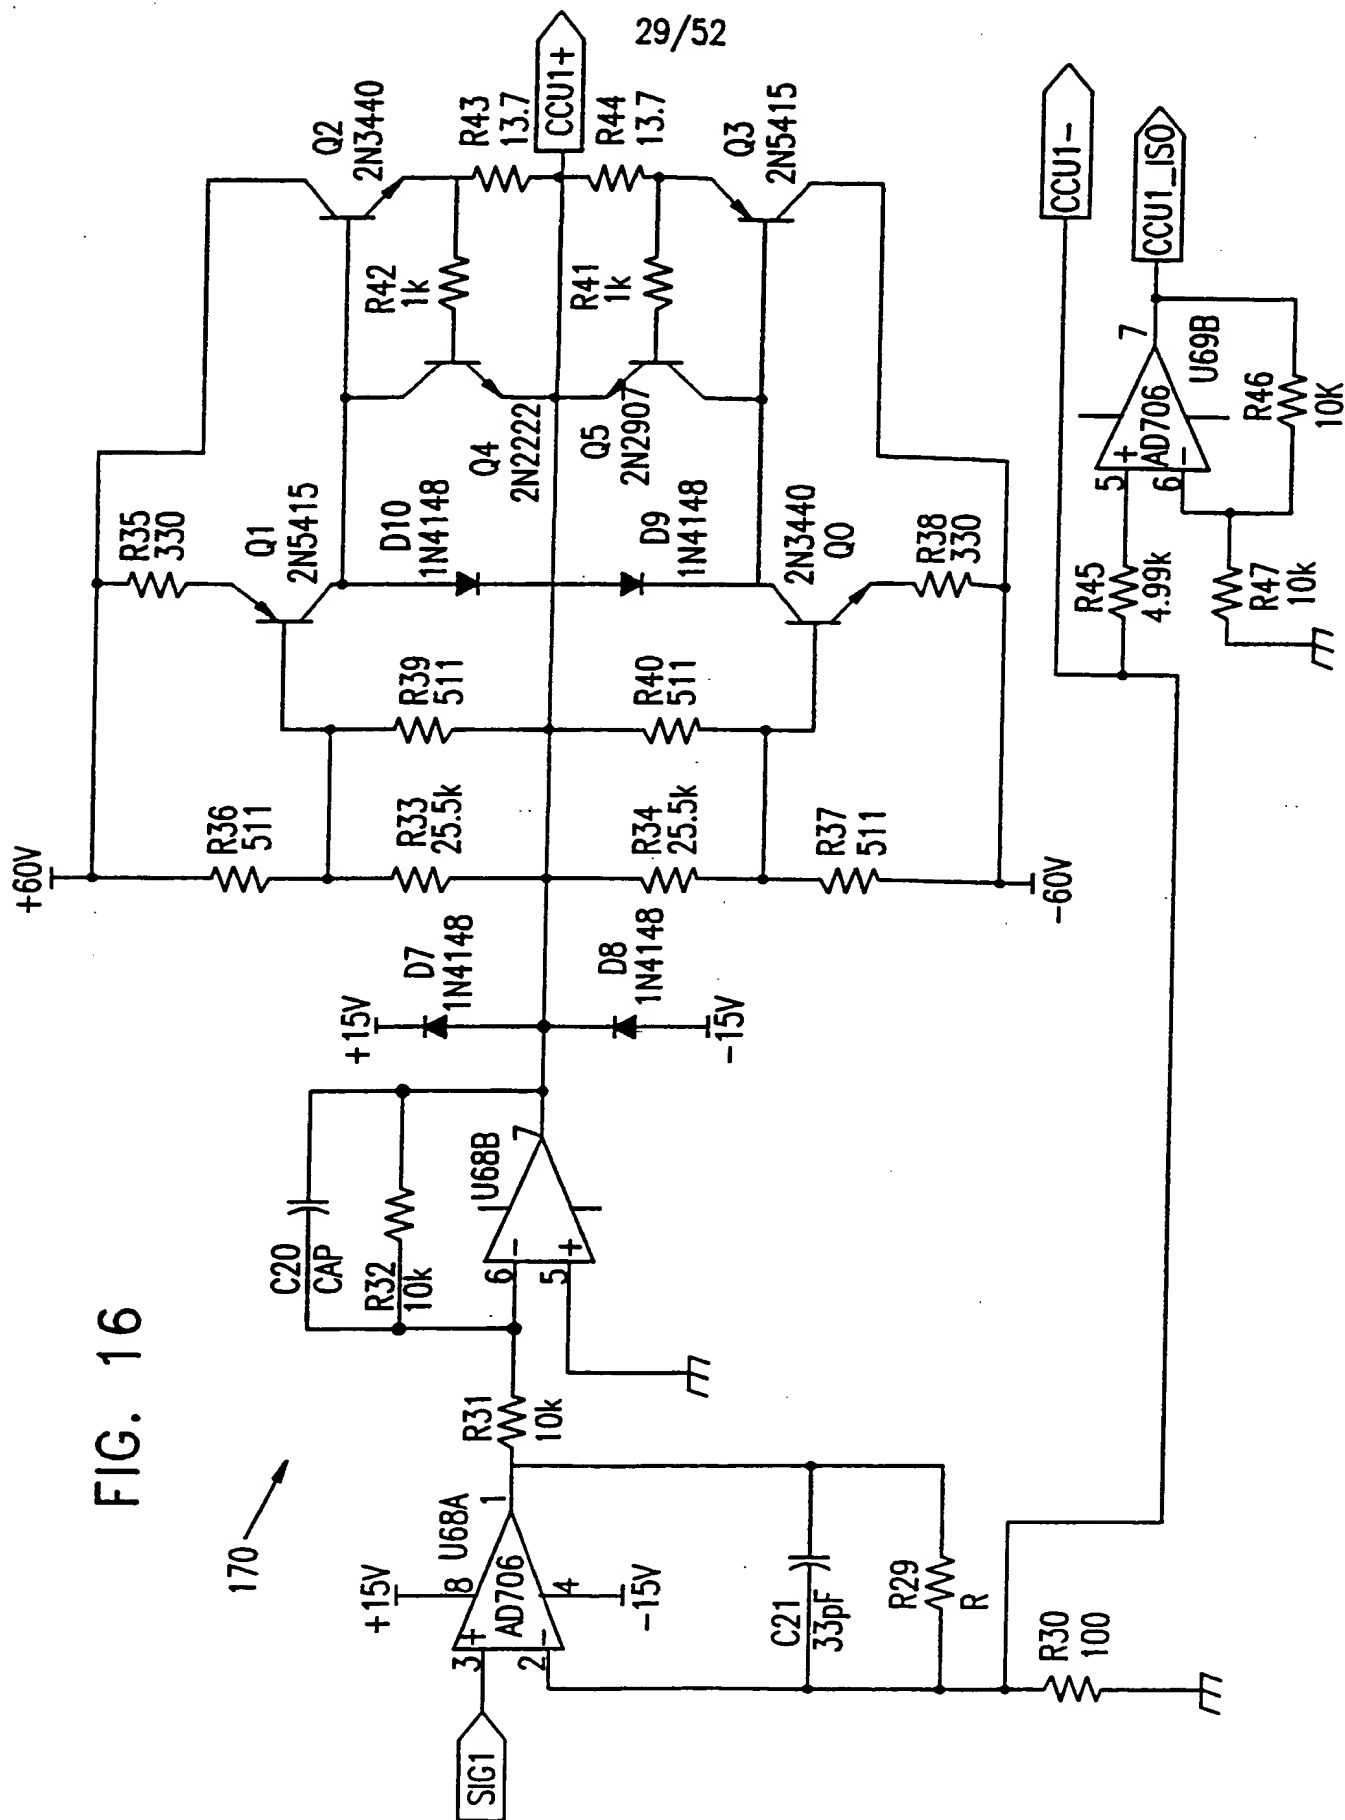 29/52
FIG. 16
170
SIG1
3
+
2
-
AD706
U68A
1
8
+15V
4
-15V
C21
33pF
R29
R
R30
100
R31
10k
C20
CAP
R32
10k
6
-
5
+
U68B
7
+15V
D7
1N4148
D8
1N4148
-15V
+60V
R36
511
R33
25.5k
R34
25.5k
R37
511
-60V
R39
511
R40
511
R35
330
Q1
2N5415
D10
1N4148
D9
1N4148
2N3440
Q0
R38
330
Q4
2N2222
Q5
2N2907
R42
1k
R41
1k
Q2
2N3440
R43
13.7
CCU1+
R44
13.7
Q3
2N5415
CCU1-
CCU1_ISO
R45
4.99k
5
+
6
-
AD706
7
U69B
R46
10K
R47
10k